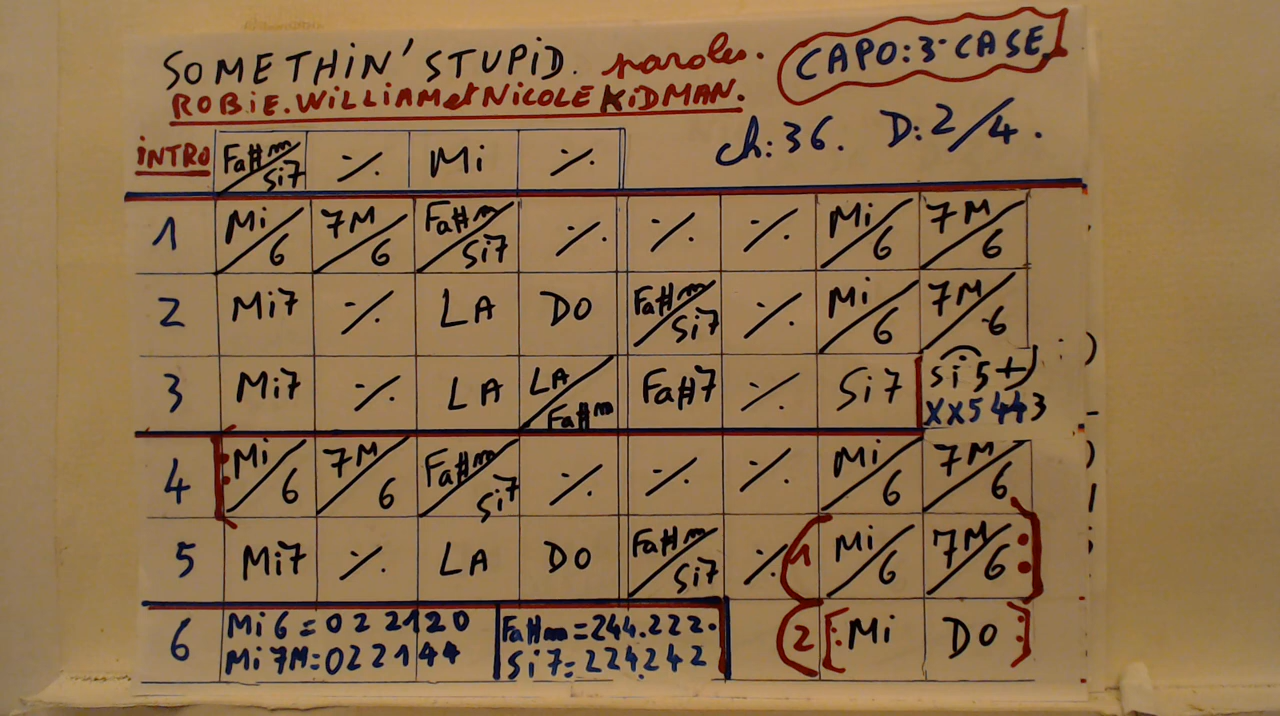 SOMETHIN' STUPID. paroles. CAPO: 3e CASE
ROBiE. WiLLIAM et NiCOLE KiDMAN.
ch: 36. D: 2/4.
iNTRO Fa#m/Si7 ٪ Mi ٪
1 Mi/6 7M/6 Fa#m/Si7 ٪ ٪ ٪ Mi/6 7M/6
2 Mi7 ٪ LA DO Fa#m/Si7 ٪ Mi/6 7M/6
3 Mi7 ٪ LA LA/Fa#m Fa#7 ٪ Si7 Si5+
XX5443
4 Mi/6 7M/6 Fa#m/Si7 ٪ ٪ ٪ Mi/6 7M/6
5 Mi7 ٪ LA DO Fa#m/Si7 ٪ (1 Mi/6 7M/6 :
6 Mi6=022120 Fa#m=244.222. (2 [: Mi DO :]
Mi7M=022144 Si7=224242